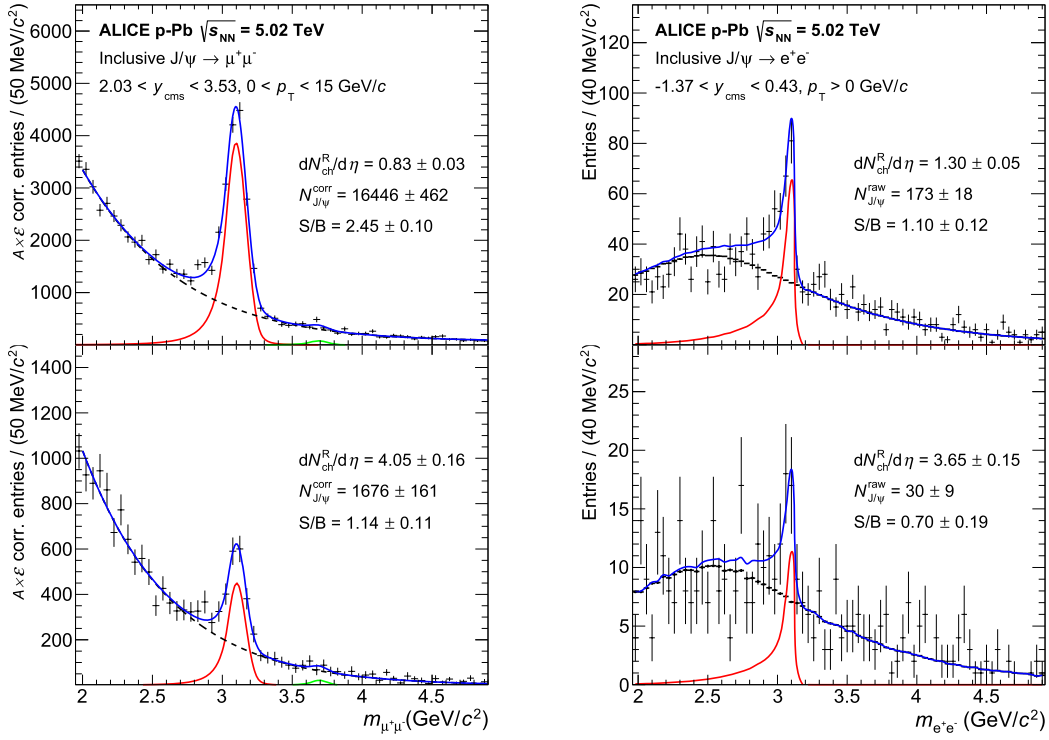 ALICE p-Pb √sNN = 5.02 TeV
Inclusive J/ψ → μ+μ-
2.03 < ycms < 3.53, 0 < pT < 15 GeV/c
dNchR/dη = 0.83 ± 0.03
NJ/ψcorr = 16446 ± 462
S/B = 2.45 ± 0.10
A×ε corr. entries / (50 MeV/c2)
6000
5000
4000
3000
2000
1000
dNchR/dη = 4.05 ± 0.16
NJ/ψcorr = 1676 ± 161
S/B = 1.14 ± 0.11
A×ε corr. entries / (50 MeV/c2)
1400
1200
1000
800
600
400
200
2 2.5 3 3.5 4 4.5
mμ+μ- (GeV/c2)
ALICE p-Pb √sNN = 5.02 TeV
Inclusive J/ψ → e+e-
-1.37 < ycms < 0.43, pT > 0 GeV/c
dNchR/dη = 1.30 ± 0.05
NJ/ψraw = 173 ± 18
S/B = 1.10 ± 0.12
Entries / (40 MeV/c2)
120
100
80
60
40
20
dNchR/dη = 3.65 ± 0.15
NJ/ψraw = 30 ± 9
S/B = 0.70 ± 0.19
Entries / (40 MeV/c2)
25
20
15
10
5
0
2 2.5 3 3.5 4 4.5
me+e- (GeV/c2)